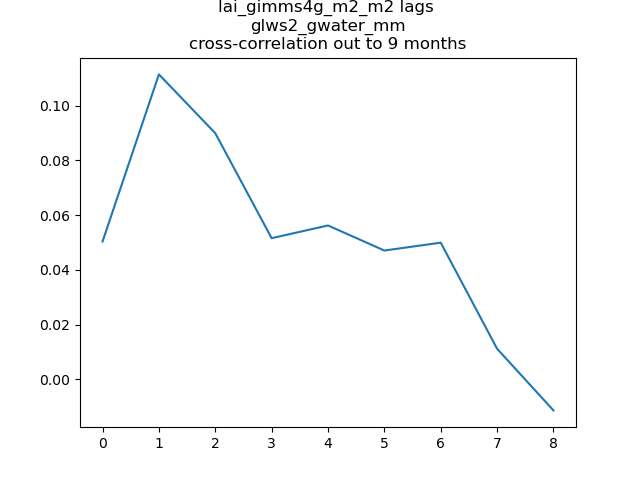 lai_gimms4g_m2_m2 lags
glws2_gwater_mm
cross-correlation out to 9 months
0.10
0.08
0.06
0.04
0.02
0.00
0 1 2 3 4 5 6 7 8